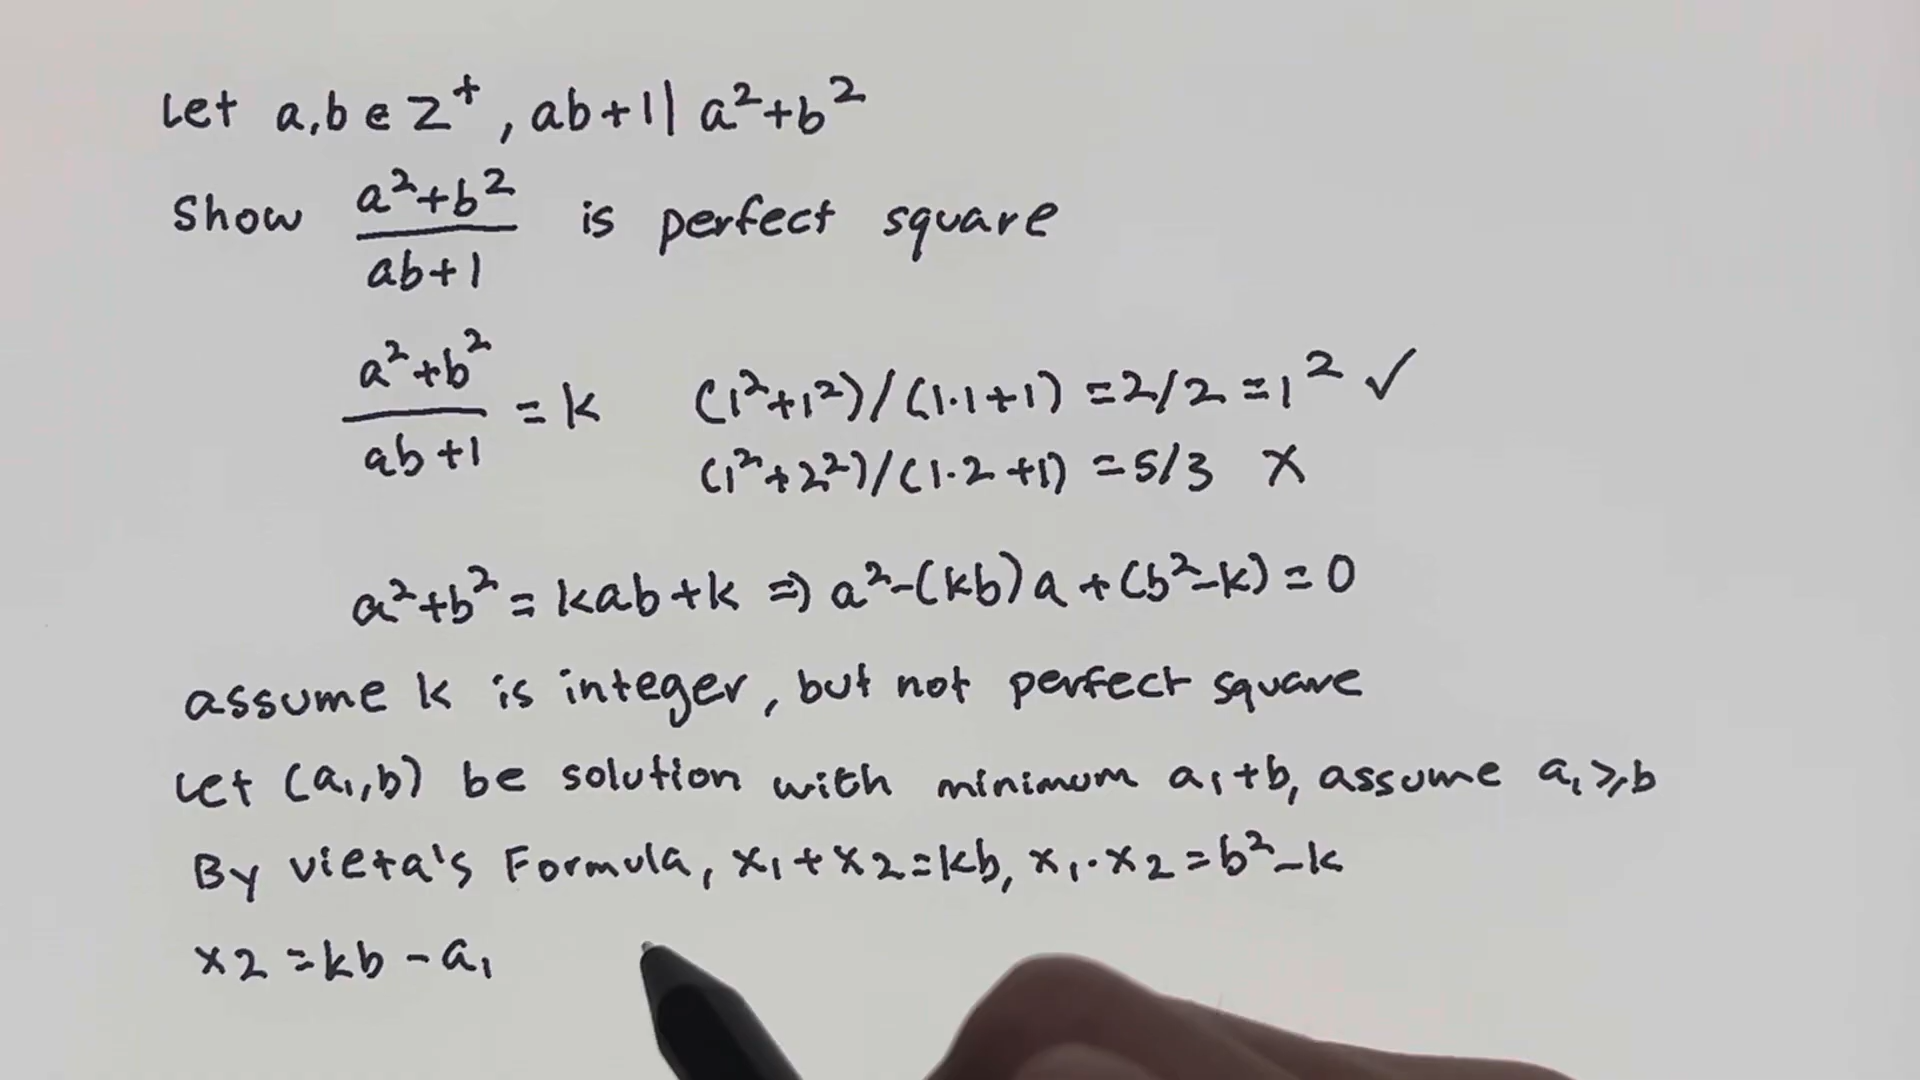 Let a,b ∈ Z⁺, ab+1| a²+b²
Show (a²+b²)/(ab+1) is perfect square
(a²+b²)/(ab+1) = k
(1²+1²)/(1·1+1) = 2/2 = 1² ✓
(1²+2²)/(1·2+1) = 5/3 X
a²+b² = kab+k ⇒ a²-(kb)a+(b²-k)=0
assume k is integer, but not perfect square
Let (a₁,b) be solution with minimum a₁+b, assume a₁≥b
By vieta's Formula, x₁+x2=kb, x₁·x2=b²-k
x2 = kb - a₁